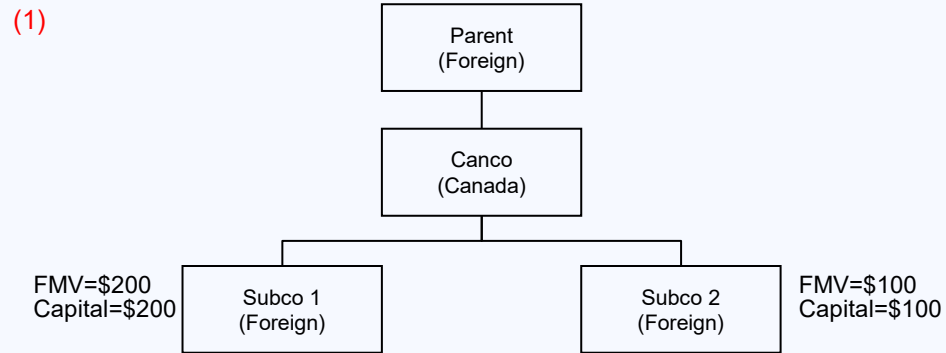 (1)
Parent
(Foreign)
Canco
(Canada)
FMV=$200
Capital=$200
Subco 1
(Foreign)
Subco 2
(Foreign)
FMV=$100
Capital=$100